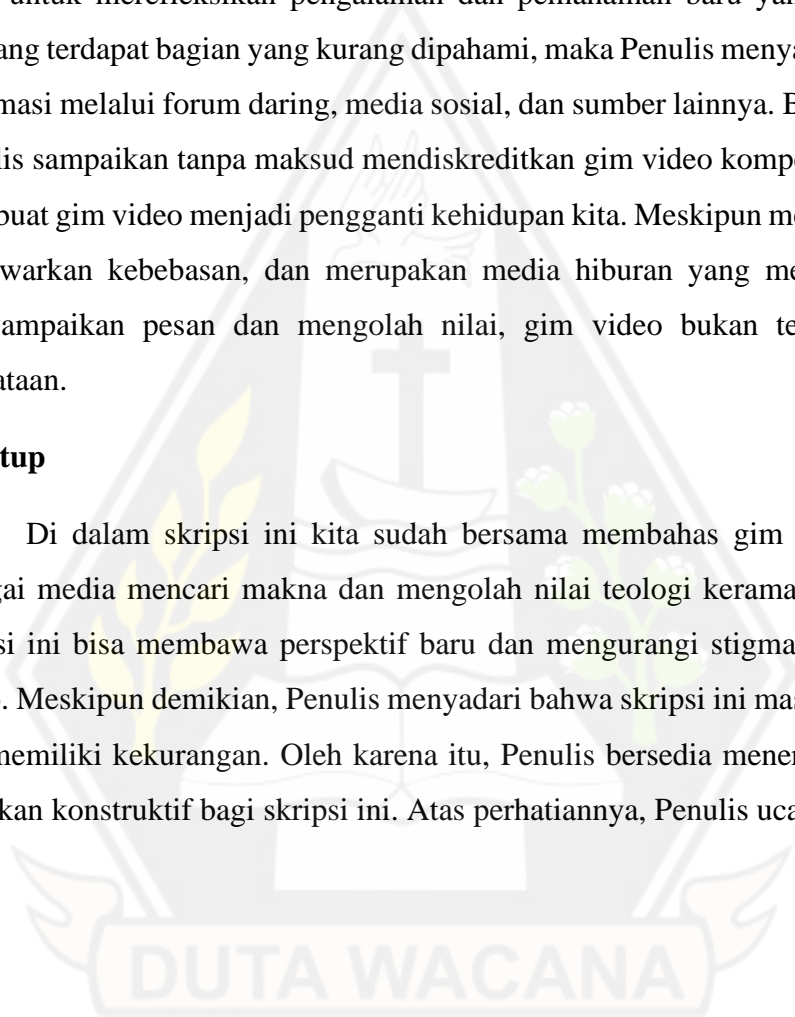 untuk merefleksikan pengalaman dan pemahaman baru yan
ang terdapat bagian yang kurang dipahami, maka Penulis menya
masi melalui forum daring, media sosial, dan sumber lainnya. B
lis sampaikan tanpa maksud mendiskreditkan gim video kompe
buat gim video menjadi pengganti kehidupan kita. Meskipun me
warkan kebebasan, dan merupakan media hiburan yang me
ampaikan pesan dan mengolah nilai, gim video bukan te
ataan.
tup
Di dalam skripsi ini kita sudah bersama membahas gim
gai media mencari makna dan mengolah nilai teologi kerama
si ini bisa membawa perspektif baru dan mengurangi stigma
. Meskipun demikian, Penulis menyadari bahwa skripsi ini mas
memiliki kekurangan. Oleh karena itu, Penulis bersedia mener
kan konstruktif bagi skripsi ini. Atas perhatiannya, Penulis uca
DUTA WACANA